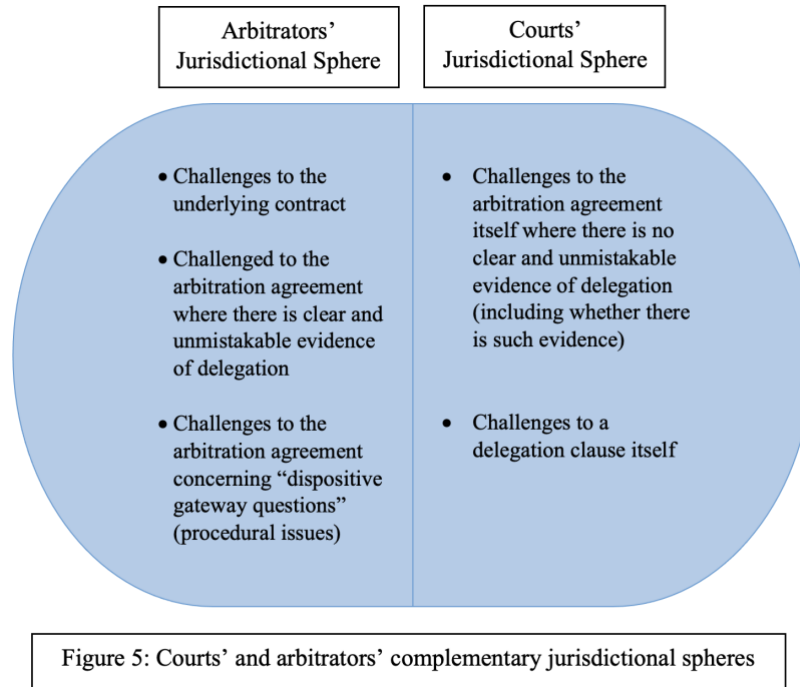 Arbitrators’
Jurisdictional Sphere
Courts’
Jurisdictional Sphere
• Challenges to the
underlying contract
• Challenged to the
arbitration agreement
where there is clear and
unmistakable evidence
of delegation
• Challenges to the
arbitration agreement
concerning “dispositive
gateway questions”
(procedural issues)
• Challenges to the
arbitration agreement
itself where there is no
clear and unmistakable
evidence of delegation
(including whether there
is such evidence)
• Challenges to a
delegation clause itself
Figure 5: Courts’ and arbitrators’ complementary jurisdictional spheres